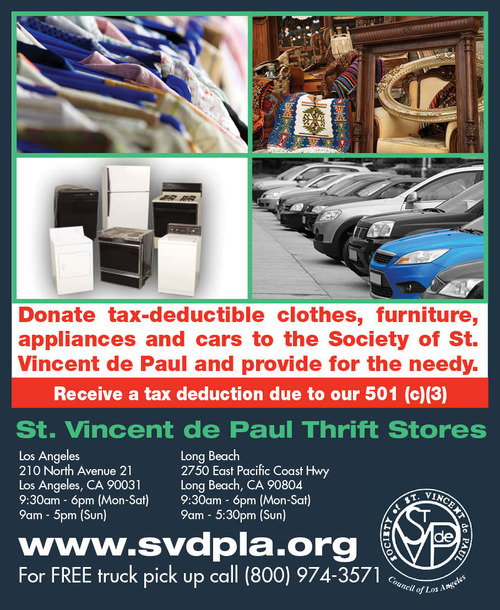 Donate tax-deductible clothes, furniture,
appliances and cars to the Society of St.
Vincent de Paul and provide for the needy.
Receive a tax deduction due to our 501 (c)(3)
St. Vincent de Paul Thrift Stores
Los Angeles
210 North Avenue 21
Los Angeles, CA 90031
9:30am - 6pm (Mon-Sat)
9am - 5pm (Sun)
Long Beach
2750 East Pacific Coast Hwy
Long Beach, CA 90804
9:30am - 6pm (Mon-Sat)
9am - 5:30pm (Sun)
www.svdpla.org
For FREE truck pick up call (800) 974-3571
SOCIETY of ST. VINCENT de PAUL
ST
V de
P
Council of Los Angeles